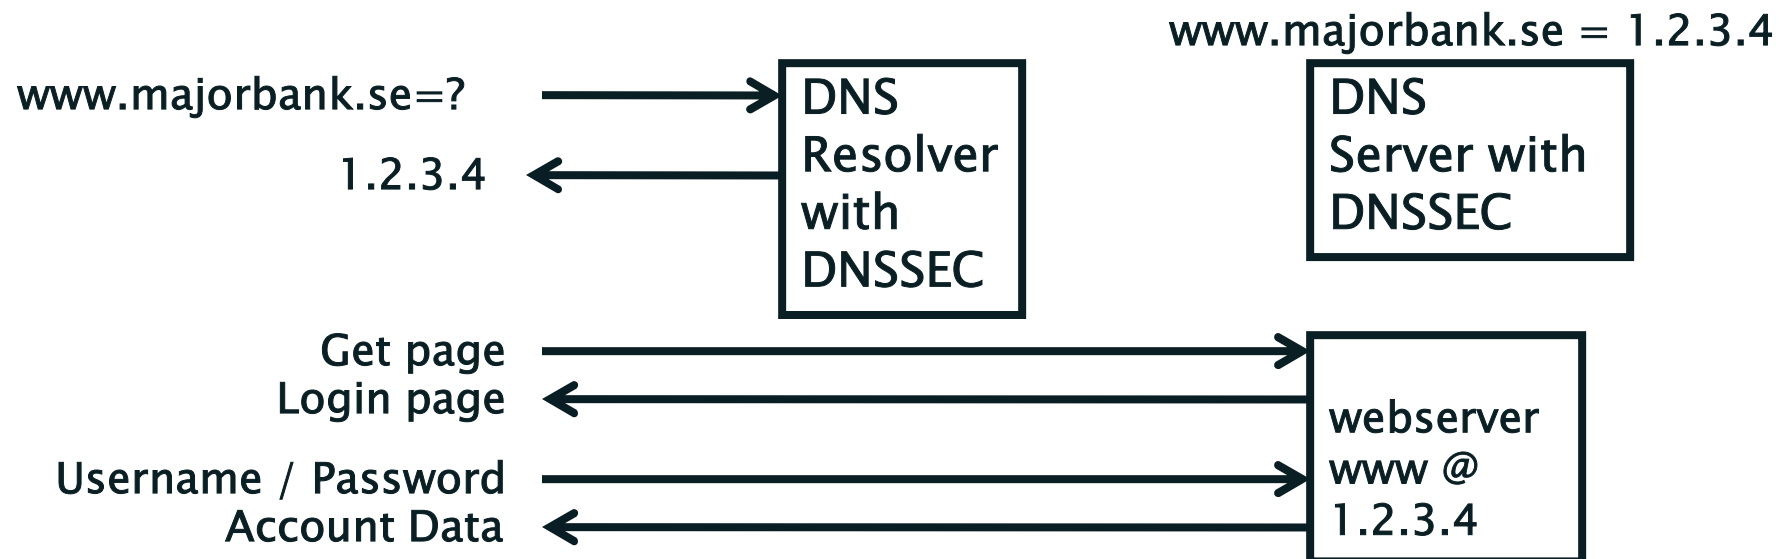 www.majorbank.se = 1.2.3.4
www.majorbank.se=?
1.2.3.4
DNS
Resolver
with
DNSSEC
DNS
Server with
DNSSEC
Get page
Login page
Username / Password
Account Data
webserver
www @
1.2.3.4